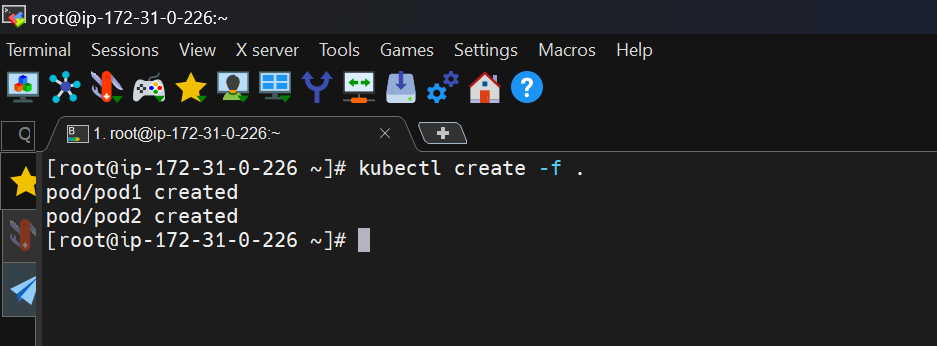 root@ip-172-31-0-226:~
Terminal Sessions View X server Tools Games Settings Macros Help
1. root@ip-172-31-0-226:~
[root@ip-172-31-0-226 ~]# kubectl create -f .
pod/pod1 created
pod/pod2 created
[root@ip-172-31-0-226 ~]#